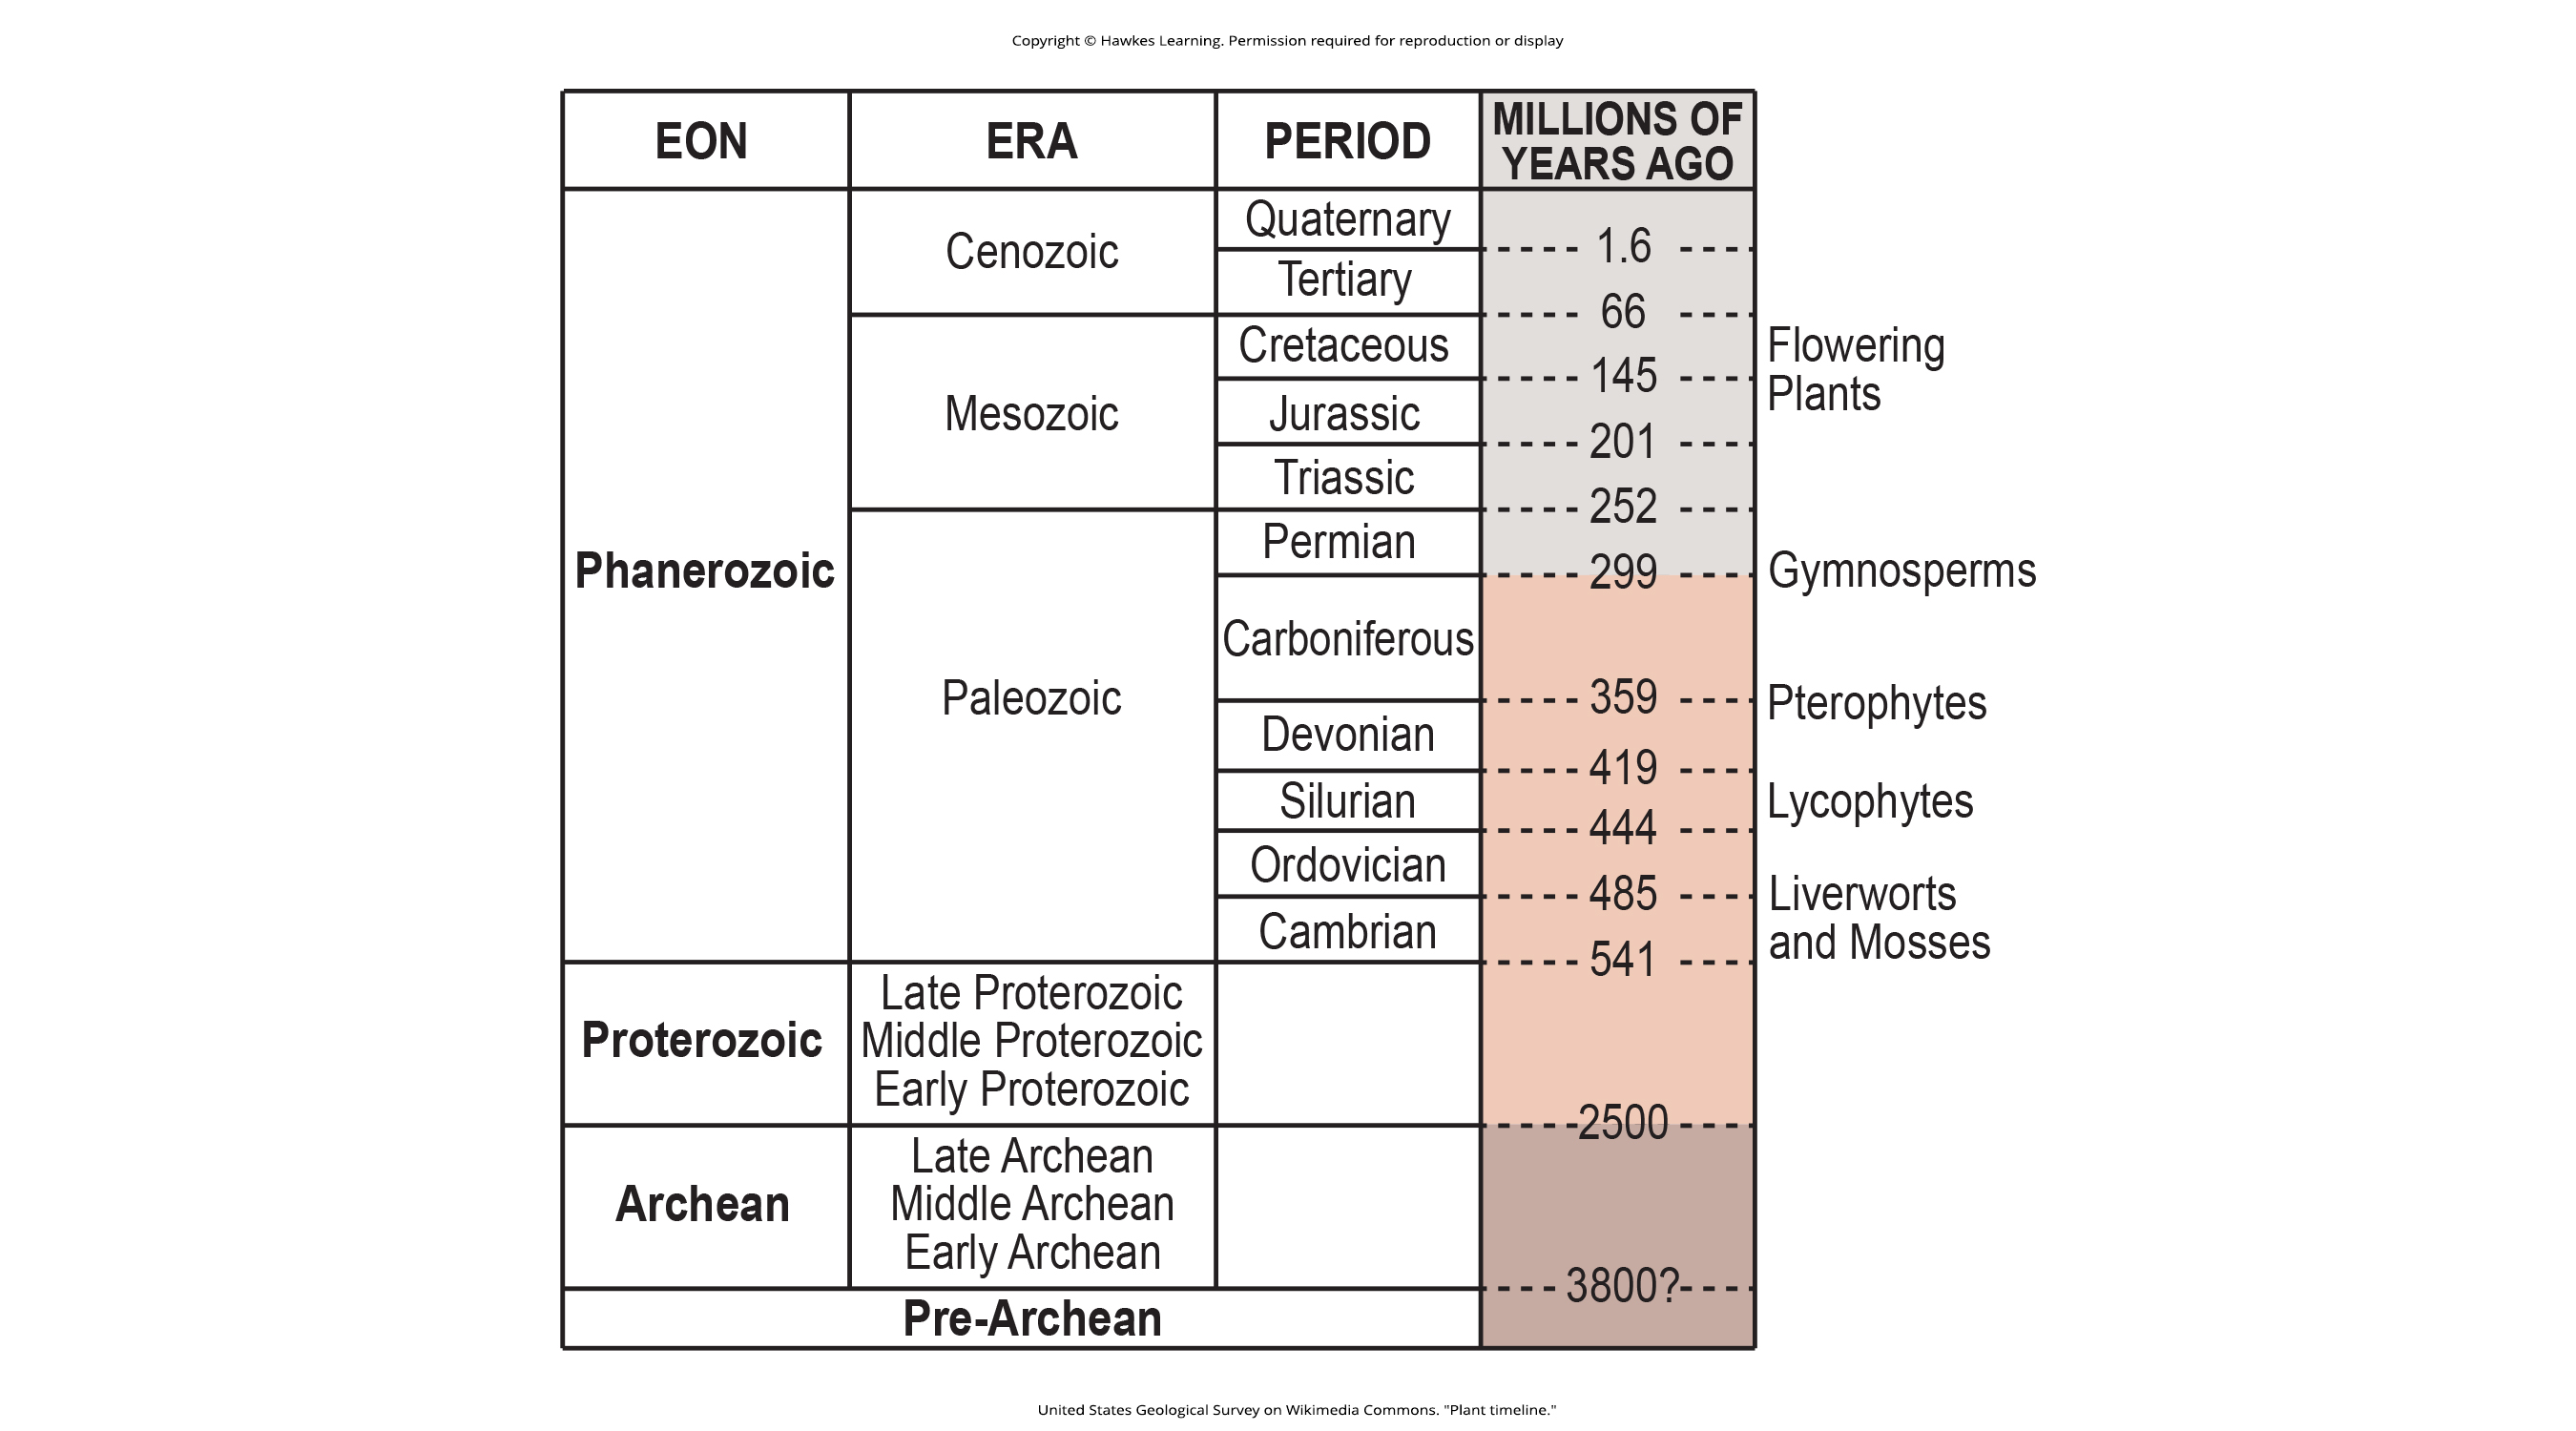 Copyright © Hawkes Learning. Permission required for reproduction or display
EON
ERA
PERIOD
MILLIONS OF
YEARS AGO
Phanerozoic
Cenozoic
Quaternary
1.6
Tertiary
66
Mesozoic
Cretaceous
145
Flowering
Plants
Jurassic
201
Triassic
252
Paleozoic
Permian
299
Gymnosperms
Carboniferous
359
Pterophytes
Devonian
419
Silurian
444
Lycophytes
Ordovician
485
Liverworts
and Mosses
Cambrian
541
Proterozoic
Late Proterozoic
Middle Proterozoic
Early Proterozoic
2500
Archean
Late Archean
Middle Archean
Early Archean
3800?
Pre-Archean
United States Geological Survey on Wikimedia Commons. "Plant timeline."